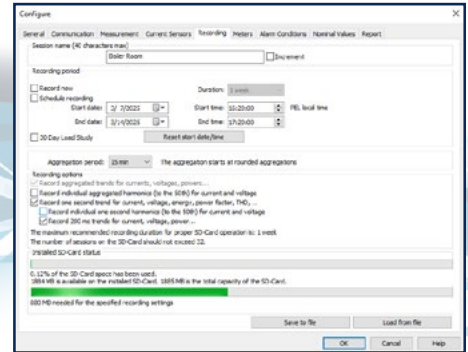 Configure
General Communication Measurement Current Sensors Recording Meters Alarm Conditions Nominal Values Report
Session name (40 characters max)
Boiler Room
Increment
Recording period
Record now
Duration: 1 week
Schedule recording
Start date: 3/ 7/2025 Start time: 15:20:00 PEL local time
End date: 3/14/2025 End time: 17:20:00
30 Day Load Study Reset start date/time
Aggregation period: 15 min The aggregation starts at rounded aggregations
Recording options
Record aggregated trends for currents, voltages, powers...
Record individual aggregated harmonics (to the 50th) for current and voltage
Record one second trend for current, voltage, energy, power factor, THD, ...
Record individual one second harmonics (to the 50th) for current and voltage
Record 200 ms trends for current, voltage, power...
The maximum recommended recording duration for proper SD-Card operation is: 1 week
The number of sessions on the SD-Card should not exceed 32.
Installed SD-Card status
0.12% of the SD-Card space has been used.
1884 MB is available on the installed SD-Card. 1885 MB is the total capacity of the SD-Card.
880 MB needed for the specified recording settings
Save to file Load from file
OK Cancel Help